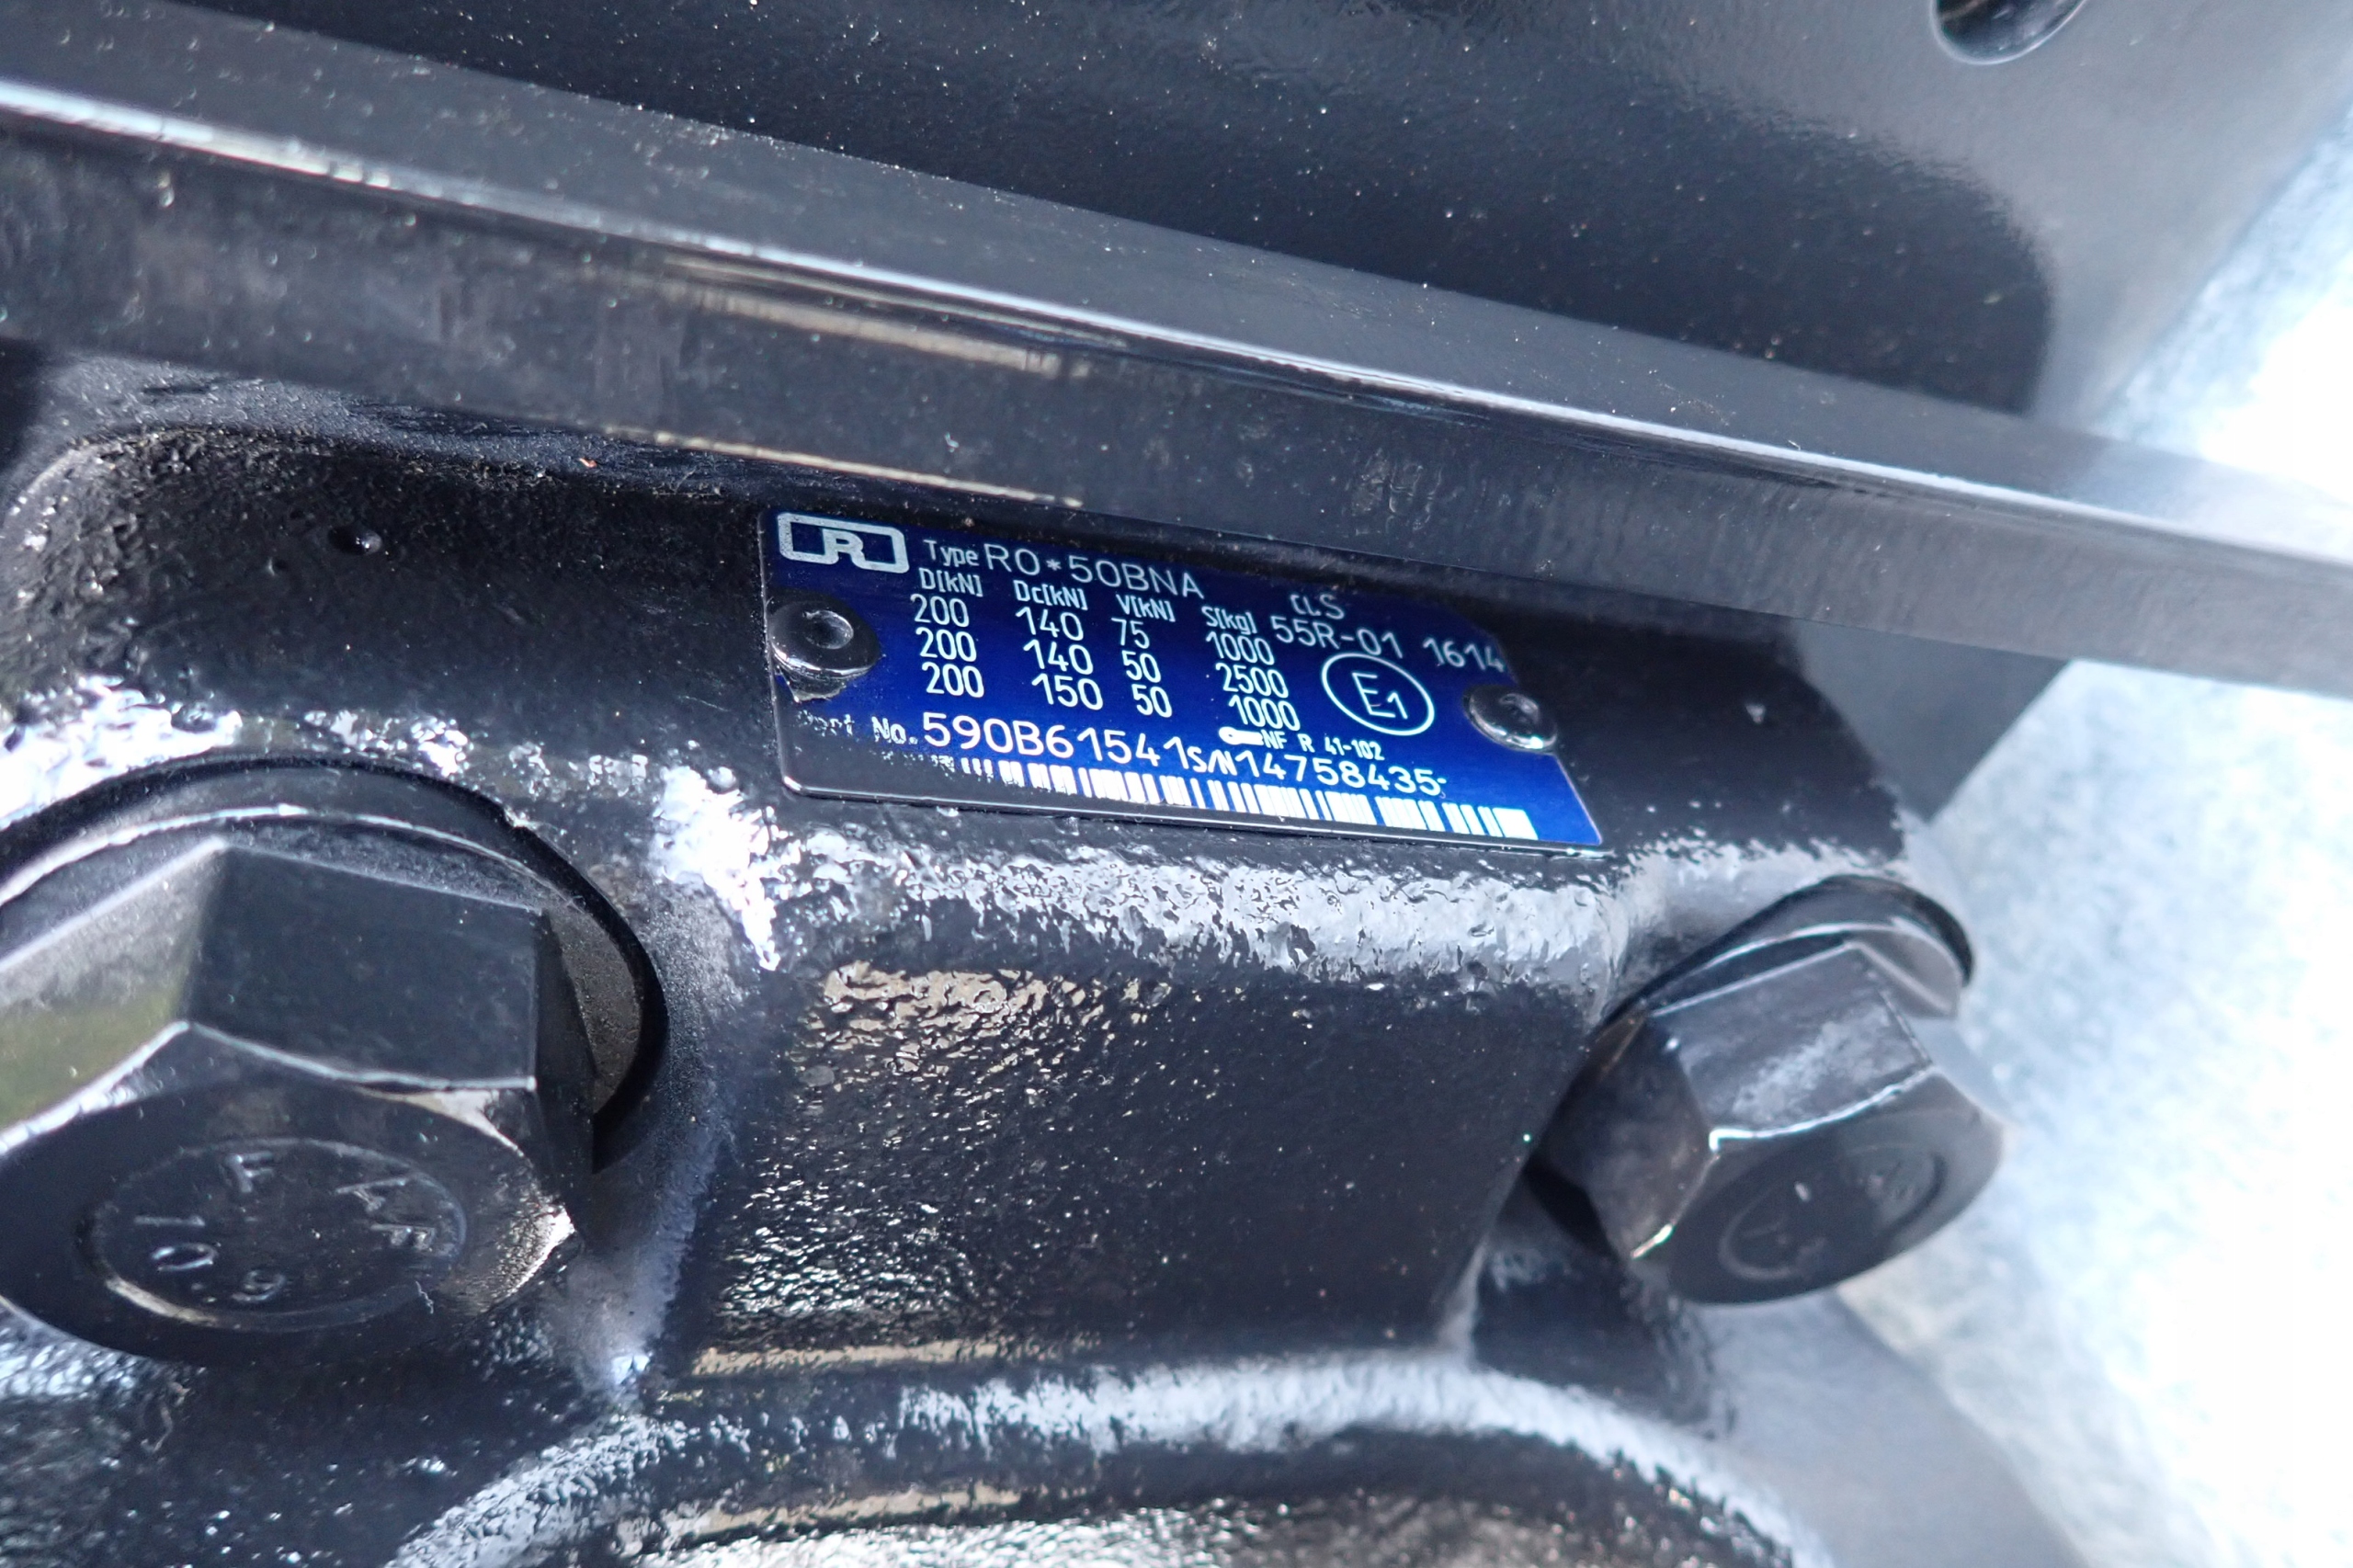 R
Type RO*50BNA
D[kN] Dc[kN] V[kN] S[kg] CLS
200 140 75 1000 55R-01 1614
200 140 50 2500 E1
200 150 50 1000
NF R 41-102
No. 590B61541 S/N 14758435
F
10.9